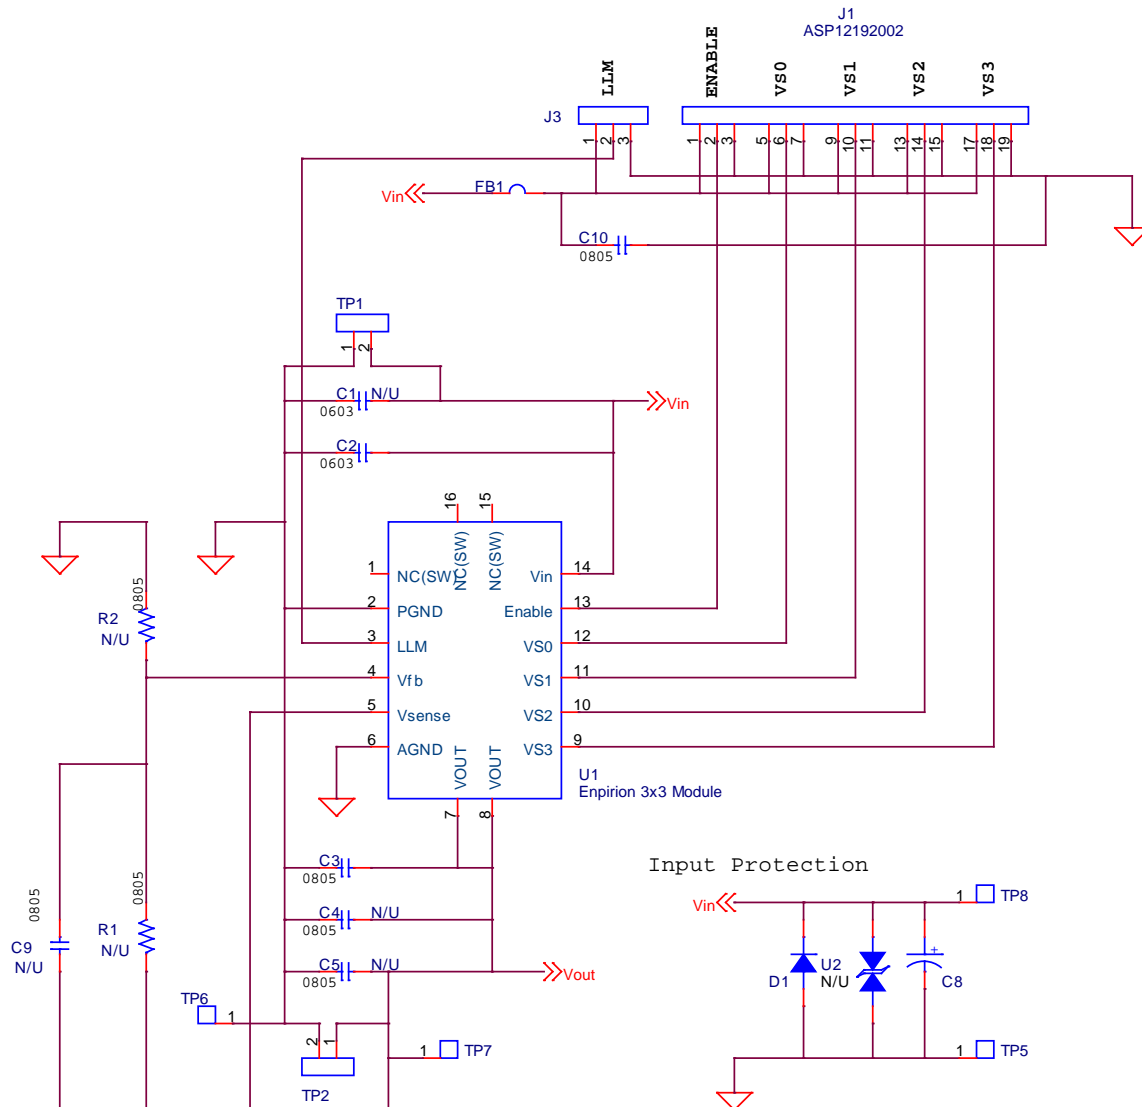 J1
ASP12192002
LLM
ENABLE
VS0
VS1
VS2
VS3
J3
1
2
3
1
2
3
5
6
7
9
10
11
13
14
15
17
18
19
Vin
FB1
C10
0805
TP1
1
2
C1
N/U
0603
Vin
C2
0603
16
15
NC(SW)
NC(SW)
1
NC(SW)
Vin
14
2
PGND
Enable
13
3
LLM
VS0
12
4
Vfb
VS1
11
5
Vsense
VS2
10
6
AGND
VS3
9
VOUT
VOUT
7
8
U1
Enpirion 3x3 Module
0805
R2
N/U
0805
0805
C9
N/U
R1
N/U
C3
0805
C4
N/U
0805
C5
N/U
0805
Vout
TP6
1
2
1
TP2
1
TP7
Input Protection
Vin
1
TP8
D1
U2
N/U
+
C8
1
TP5